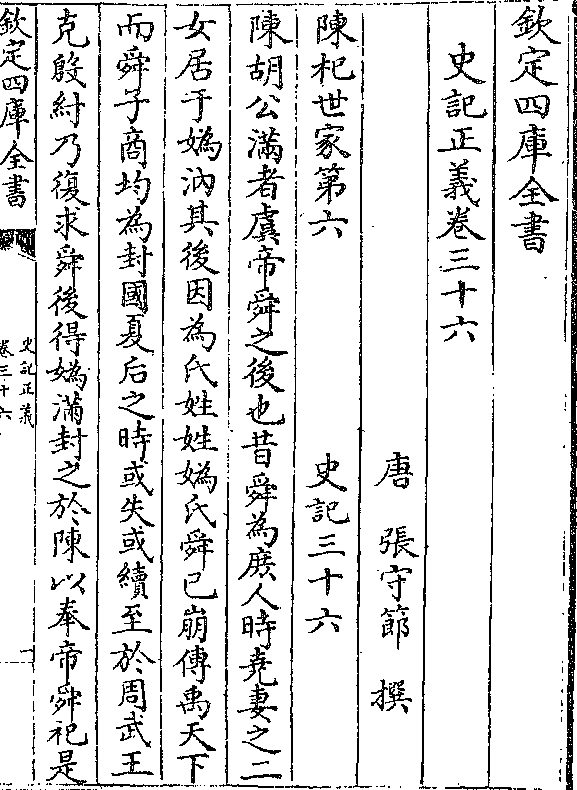 欽定四庫全書
史記正義卷三十六
唐 張守節 撰
陳杞世家第六 史記三十六
陳胡公滿者虞帝舜之後也昔舜為庶人時堯妻之二
女居于媯汭其後因為氏姓姓媯氏舜已崩傳禹天下
而舜子商均為封國夏后之時或失或續至於周武王
克殷紂乃復求舜後得媯滿封之於陳以奉帝舜祀是
欽定四庫全書
史記正義
卷三十六
一